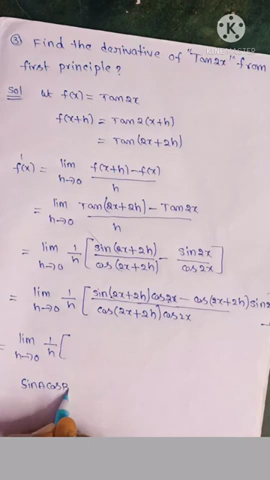 ③ Find the derivative of "Tan2x" from
first principle?
Sol let f(x) = Tan2x
f(x+h) = Tan2(x+h)
= Tan(2x+2h)
f'(x) = lim h→0 f(x+h)-f(x) / h
= lim h→0 Tan(2x+2h) - Tan2x / h
= lim h→0 1/h [ sin(2x+2h) / cos(2x+2h) - sin2x / cos2x ]
= lim h→0 1/h [ sin(2x+2h)cos2x - cos(2x+2h)sin2x / cos(2x+2h)cos2x
= lim h→0 1/h [
sinAcosB